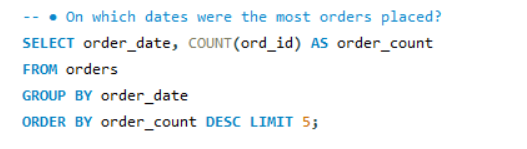 -- • On which dates were the most orders placed?
SELECT order_date, COUNT(ord_id) AS order_count
FROM orders
GROUP BY order_date
ORDER BY order_count DESC LIMIT 5;